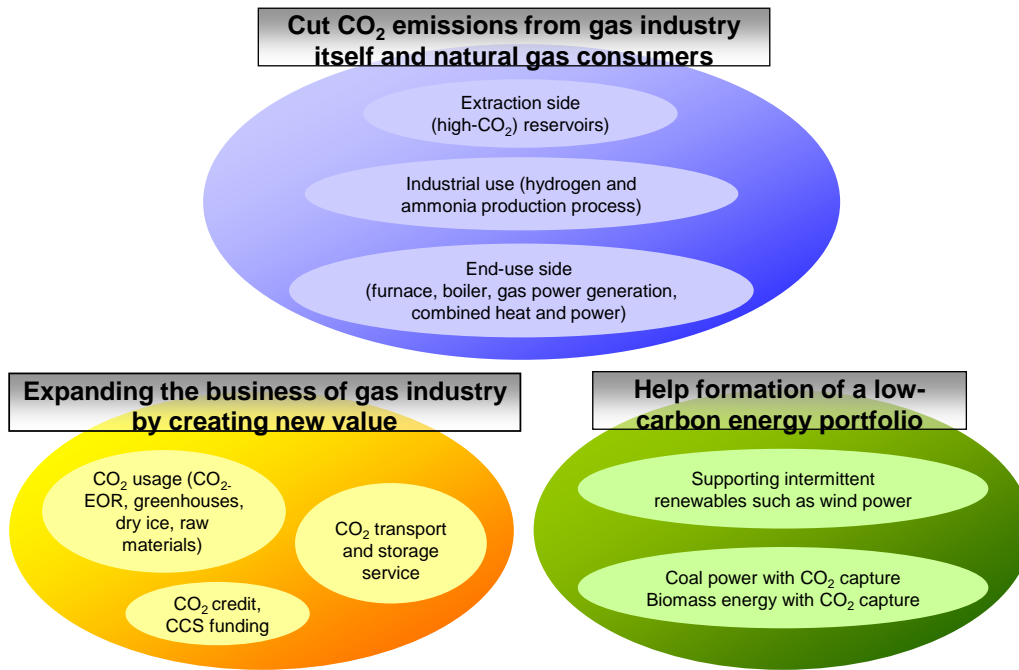 Cut CO₂ emissions from gas industry
itself and natural gas consumers
Extraction side
(high-CO₂) reservoirs)
Industrial use (hydrogen and
ammonia production process)
End-use side
(furnace, boiler, gas power generation,
combined heat and power)
Expanding the business of gas industry
by creating new value
CO₂ usage (CO₂-
EOR, greenhouses,
dry ice, raw
materials)
CO₂ transport
and storage
service
CO₂ credit,
CCS funding
Help formation of a low-
carbon energy portfolio
Supporting intermittent
renewables such as wind power
Coal power with CO₂ capture
Biomass energy with CO₂ capture